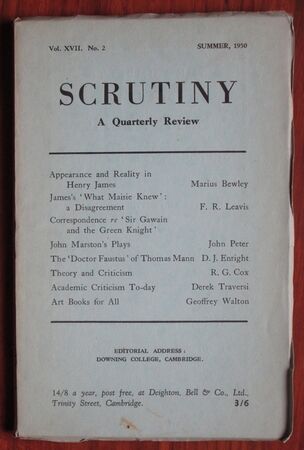 Vol. XVII. No. 2 SUMMER, 1950
SCRUTINY
A Quarterly Review
Appearance and Reality in
Henry James Marius Bewley
James's 'What Maisie Knew':
a Disagreement F. R. Leavis
Correspondence re 'Sir Gawain
and the Green Knight'
John Marston's Plays John Peter
The 'Doctor Faustus' of Thomas Mann D. J. Enright
Theory and Criticism R. G. Cox
Academic Criticism To-day Derek Traversi
Art Books for All Geoffrey Walton
EDITORIAL ADDRESS:
DOWNING COLLEGE, CAMBRIDGE.
14/8 a year, post free, at Deighton, Bell & Co., Ltd.,
Trinity Street, Cambridge. 3/6